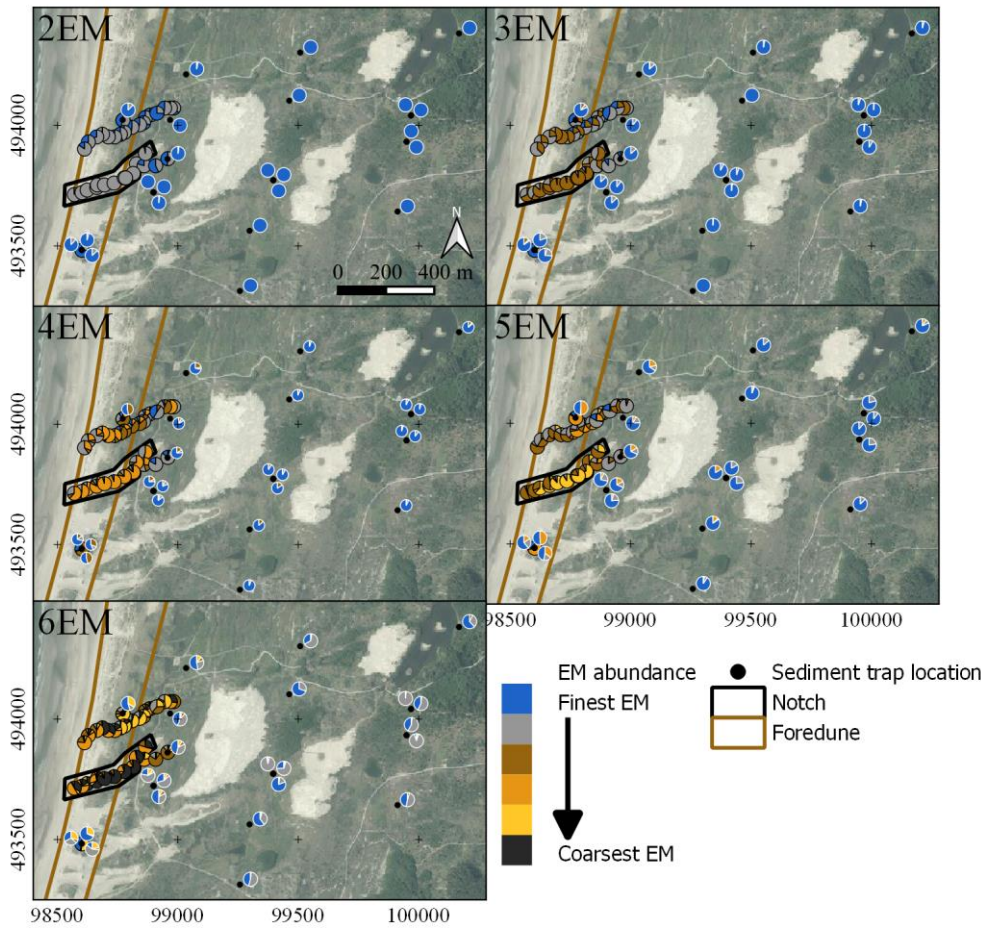 2EM
3EM
494000
493500
N
0 200 400 m
4EM
5EM
494000
493500
98500 99000 99500 100000
6EM
494000
493500
98500 99000 99500 100000
EM abundance
Finest EM
Coarsest EM
Sediment trap location
Notch
Foredune